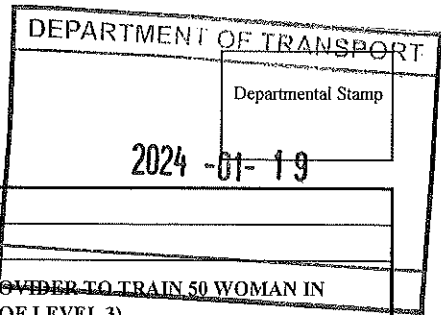 DEPARTMENT OF TRANSPORT
Departmental Stamp
2024 -01- 19
OVIDER TO TRAIN 50 WOMAN IN
OF LEVEL 3)